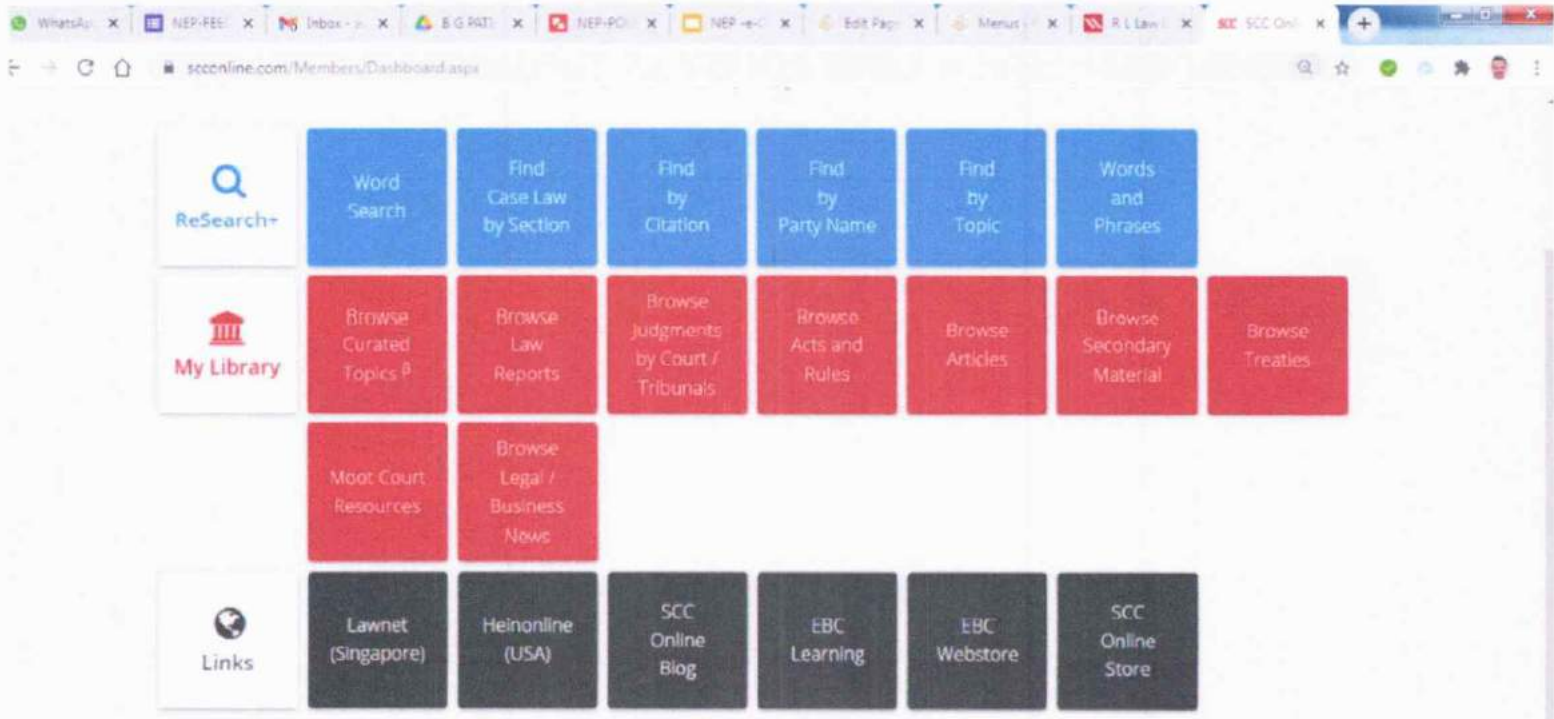 WhatsAp
NEP-FEE
Inbox -
B G PATI
NEP-PO
NEP -e-C
Edit Page
Menus
R L Law
SCC Onl
scconline.com/Members/Dashboard.aspx
ReSearch+
Word
Search
Find
Case Law
by Section
Find
by
Citation
Find
by
Party Name
Find
by
Topic
Words
and
Phrases
My Library
Browse
Curated
Topics β
Browse
Law
Reports
Browse
Judgments
by Court /
Tribunals
Browse
Acts and
Rules
Browse
Articles
Browse
Secondary
Material
Browse
Treaties
Moot Court
Resources
Browse
Legal /
Business
News
Links
Lawnet
(Singapore)
Heinonline
(USA)
SCC
Online
Blog
EBC
Learning
EBC
Webstore
SCC
Online
Store